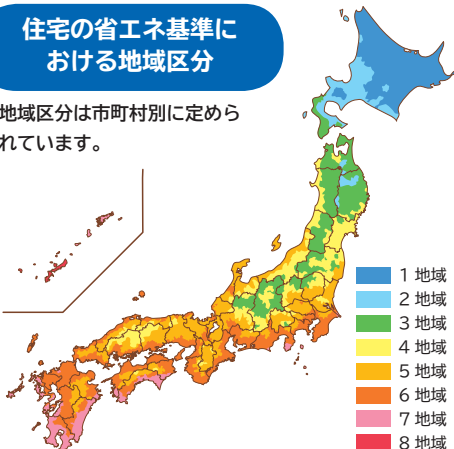 住宅の省エネ基準に
おける地域区分
地域区分は市町村別に定めら
れています。
1 地域
2 地域
3 地域
4 地域
5 地域
6 地域
7 地域
8 地域